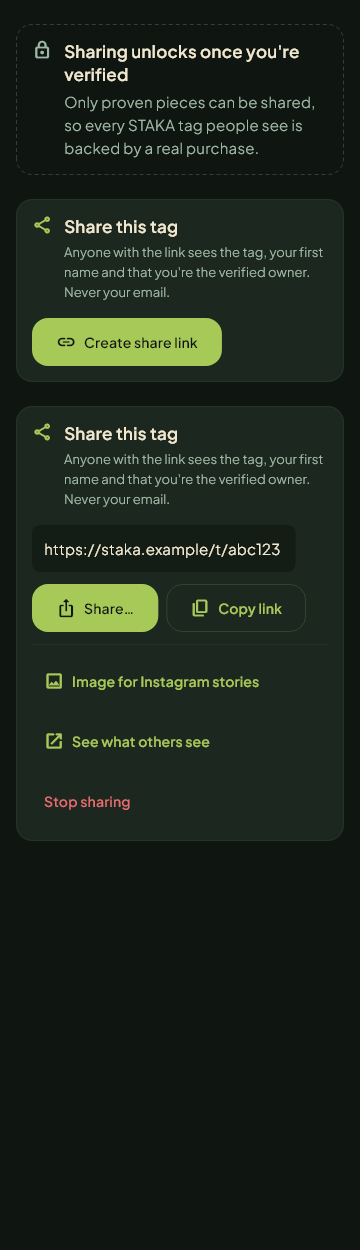 Sharing unlocks once you're
verified
Only proven pieces can be shared,
so every STAKA tag people see is
backed by a real purchase.
Share this tag
Anyone with the link sees the tag, your first
name and that you're the verified owner.
Never your email.
Create share link
Share this tag
Anyone with the link sees the tag, your first
name and that you're the verified owner.
Never your email.
https://staka.example/t/abc123
Share…
Copy link
Image for Instagram stories
See what others see
Stop sharing